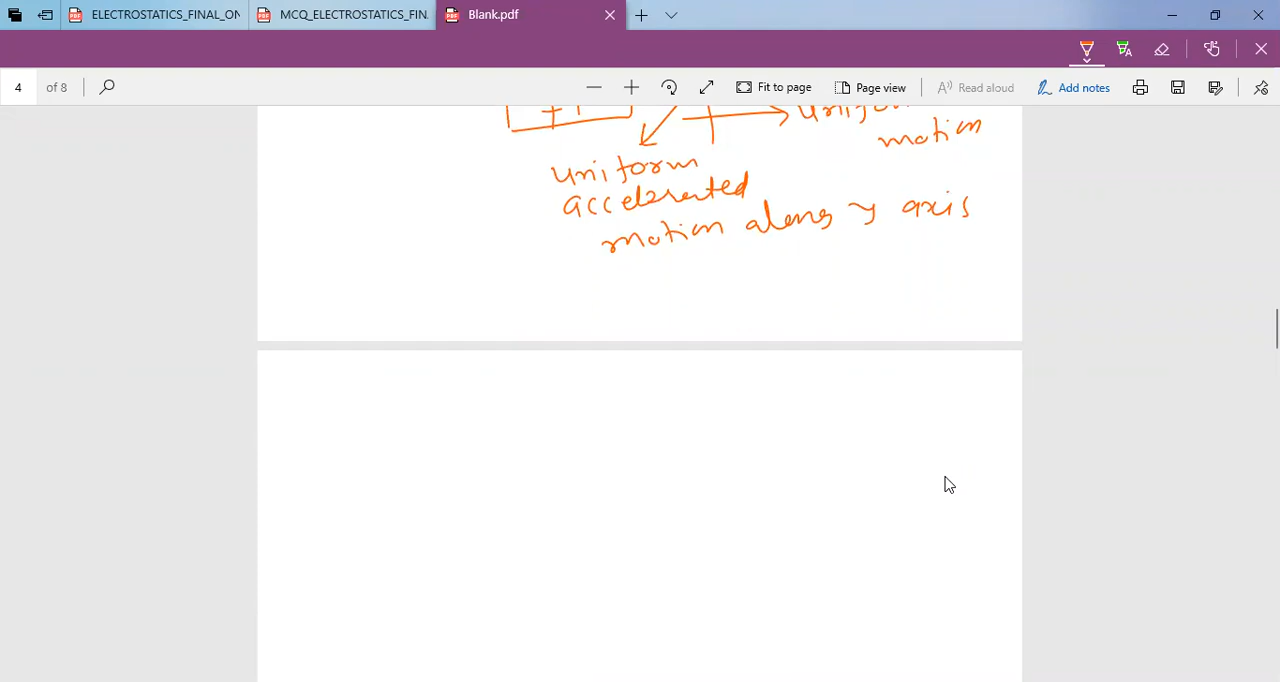 ELECTROSTATICS_FINAL_ON
MCQ_ELECTROSTATICS_FIN
Blank.pdf
4 of 8
Fit to page
Page view
Read aloud
Add notes
motion
uniform
accelerated
motion along y axis